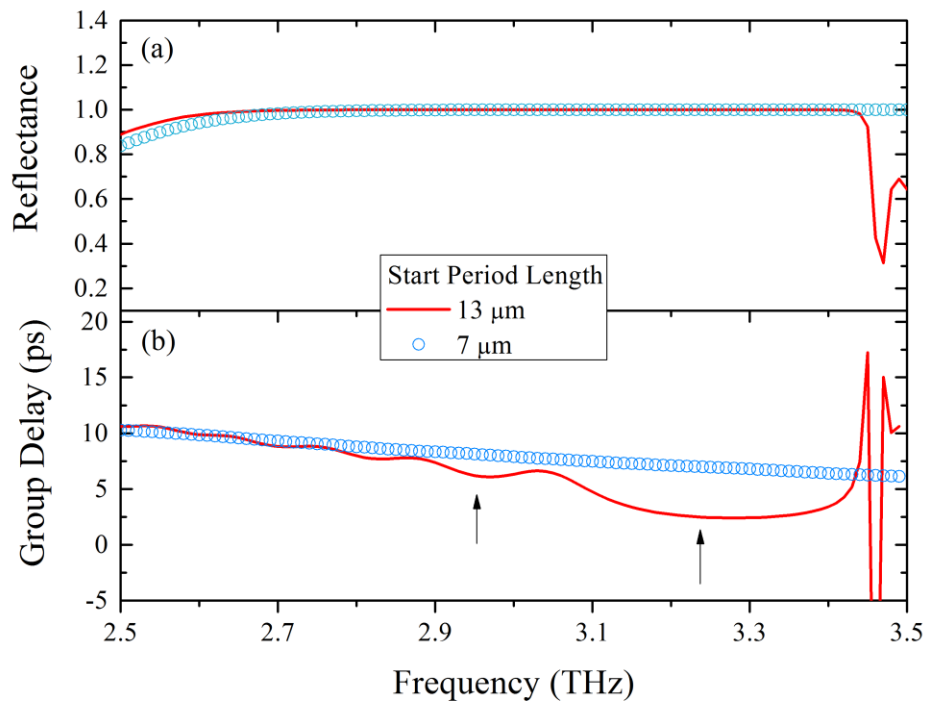 1.4
(a)
1.2
1.0
0.8
0.6
0.4
0.2
Reflectance
Start Period Length
13 µm
7 µm
20
(b)
15
10
5
0
-5
Group Delay (ps)
2.5 2.7 2.9 3.1 3.3 3.5
Frequency (THz)